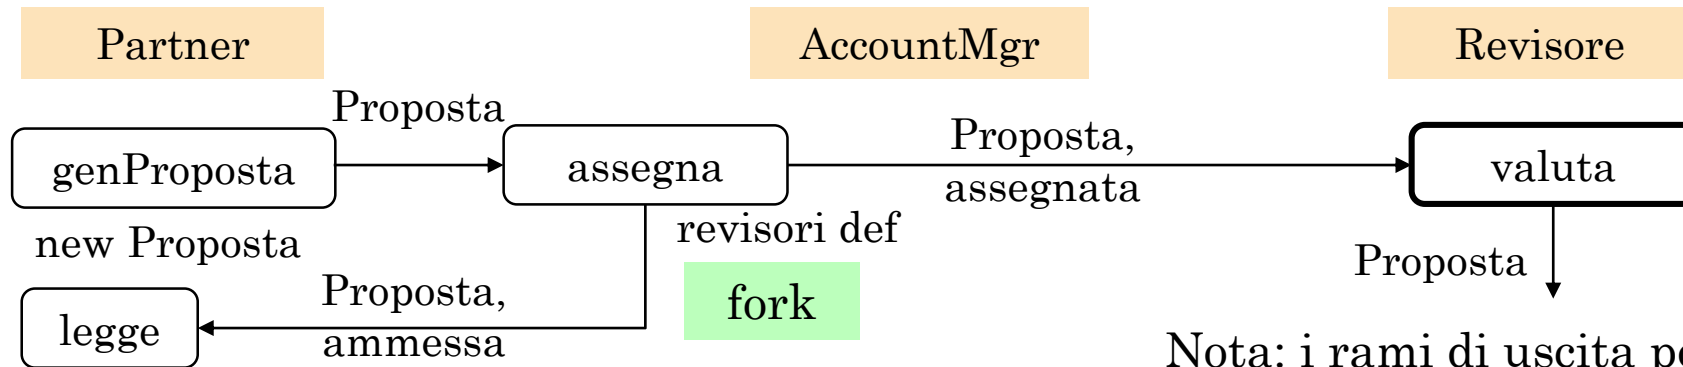 Partner
AccountMgr
Revisore
Proposta
genProposta
assegna
Proposta,
assegnata
valuta
new Proposta
revisori def
Proposta
legge
Proposta,
ammessa
fork
Nota: i rami di uscita